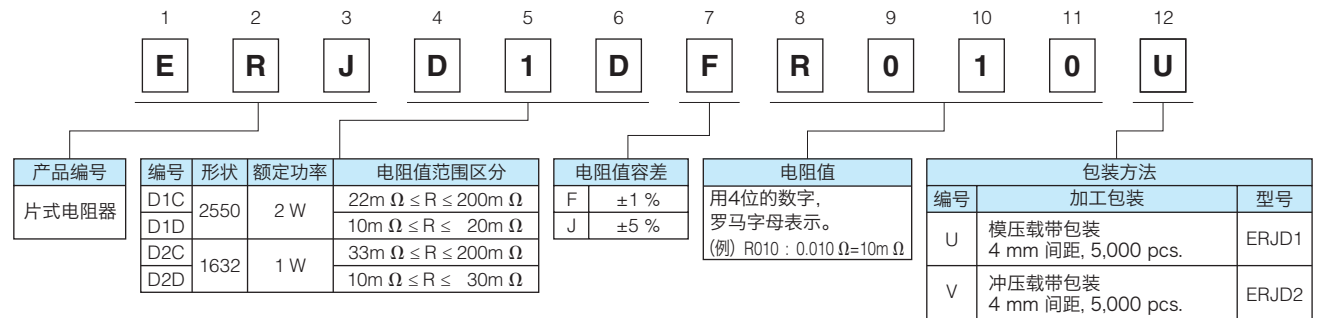 1 2 3 4 5 6 7 8 9 10 11 12
E R J D 1 D F R 0 1 0 U
产品编号
片式电阻器
编号 形状 额定功率 电阻值范围区分
D1C 2550 2 W 22m Ω ≤ R ≤ 200m Ω
D1D 10m Ω ≤ R ≤ 20m Ω
D2C 1632 1 W 33m Ω ≤ R ≤ 200m Ω
D2D 10m Ω ≤ R ≤ 30m Ω
电阻值容差
F ±1 %
J ±5 %
电阻值
用4位的数字,
罗马字母表示。
(例) R010 : 0.010 Ω=10m Ω
包装方法
编号 加工包装 型号
U 模压载带包装 ERJD1
4 mm 间距, 5,000 pcs.
V 冲压载带包装 ERJD2
4 mm 间距, 5,000 pcs.